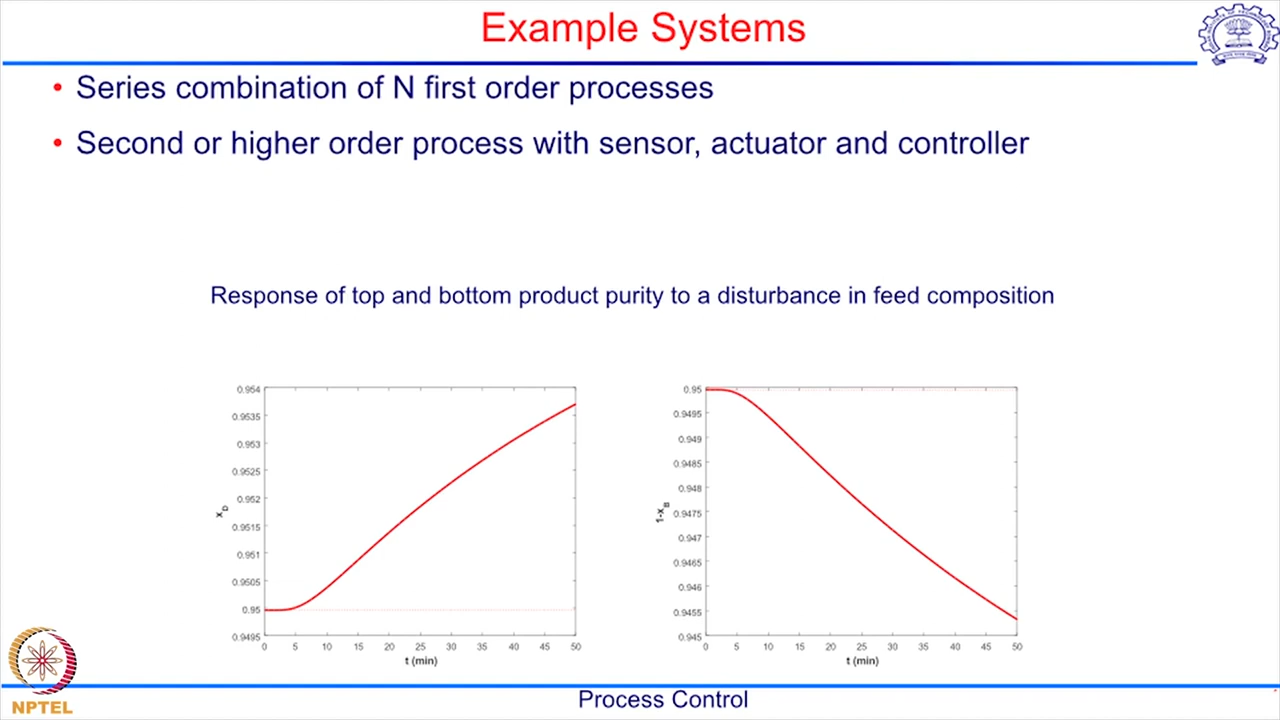 Example Systems
• Series combination of N first order processes
• Second or higher order process with sensor, actuator and controller
Response of top and bottom product purity to a disturbance in feed composition
0.954
0.9535
0.953
0.9525
0.952
0.9515
0.951
0.9505
0.95
0.9495
x_D
0 5 10 15 20 25 30 35 40 45 50
t (min)
0.95
0.9495
0.949
0.9485
0.948
0.9475
0.947
0.9465
0.946
0.9455
0.945
1-x_B
0 5 10 15 20 25 30 35 40 45 50
t (min)
NPTEL
Process Control